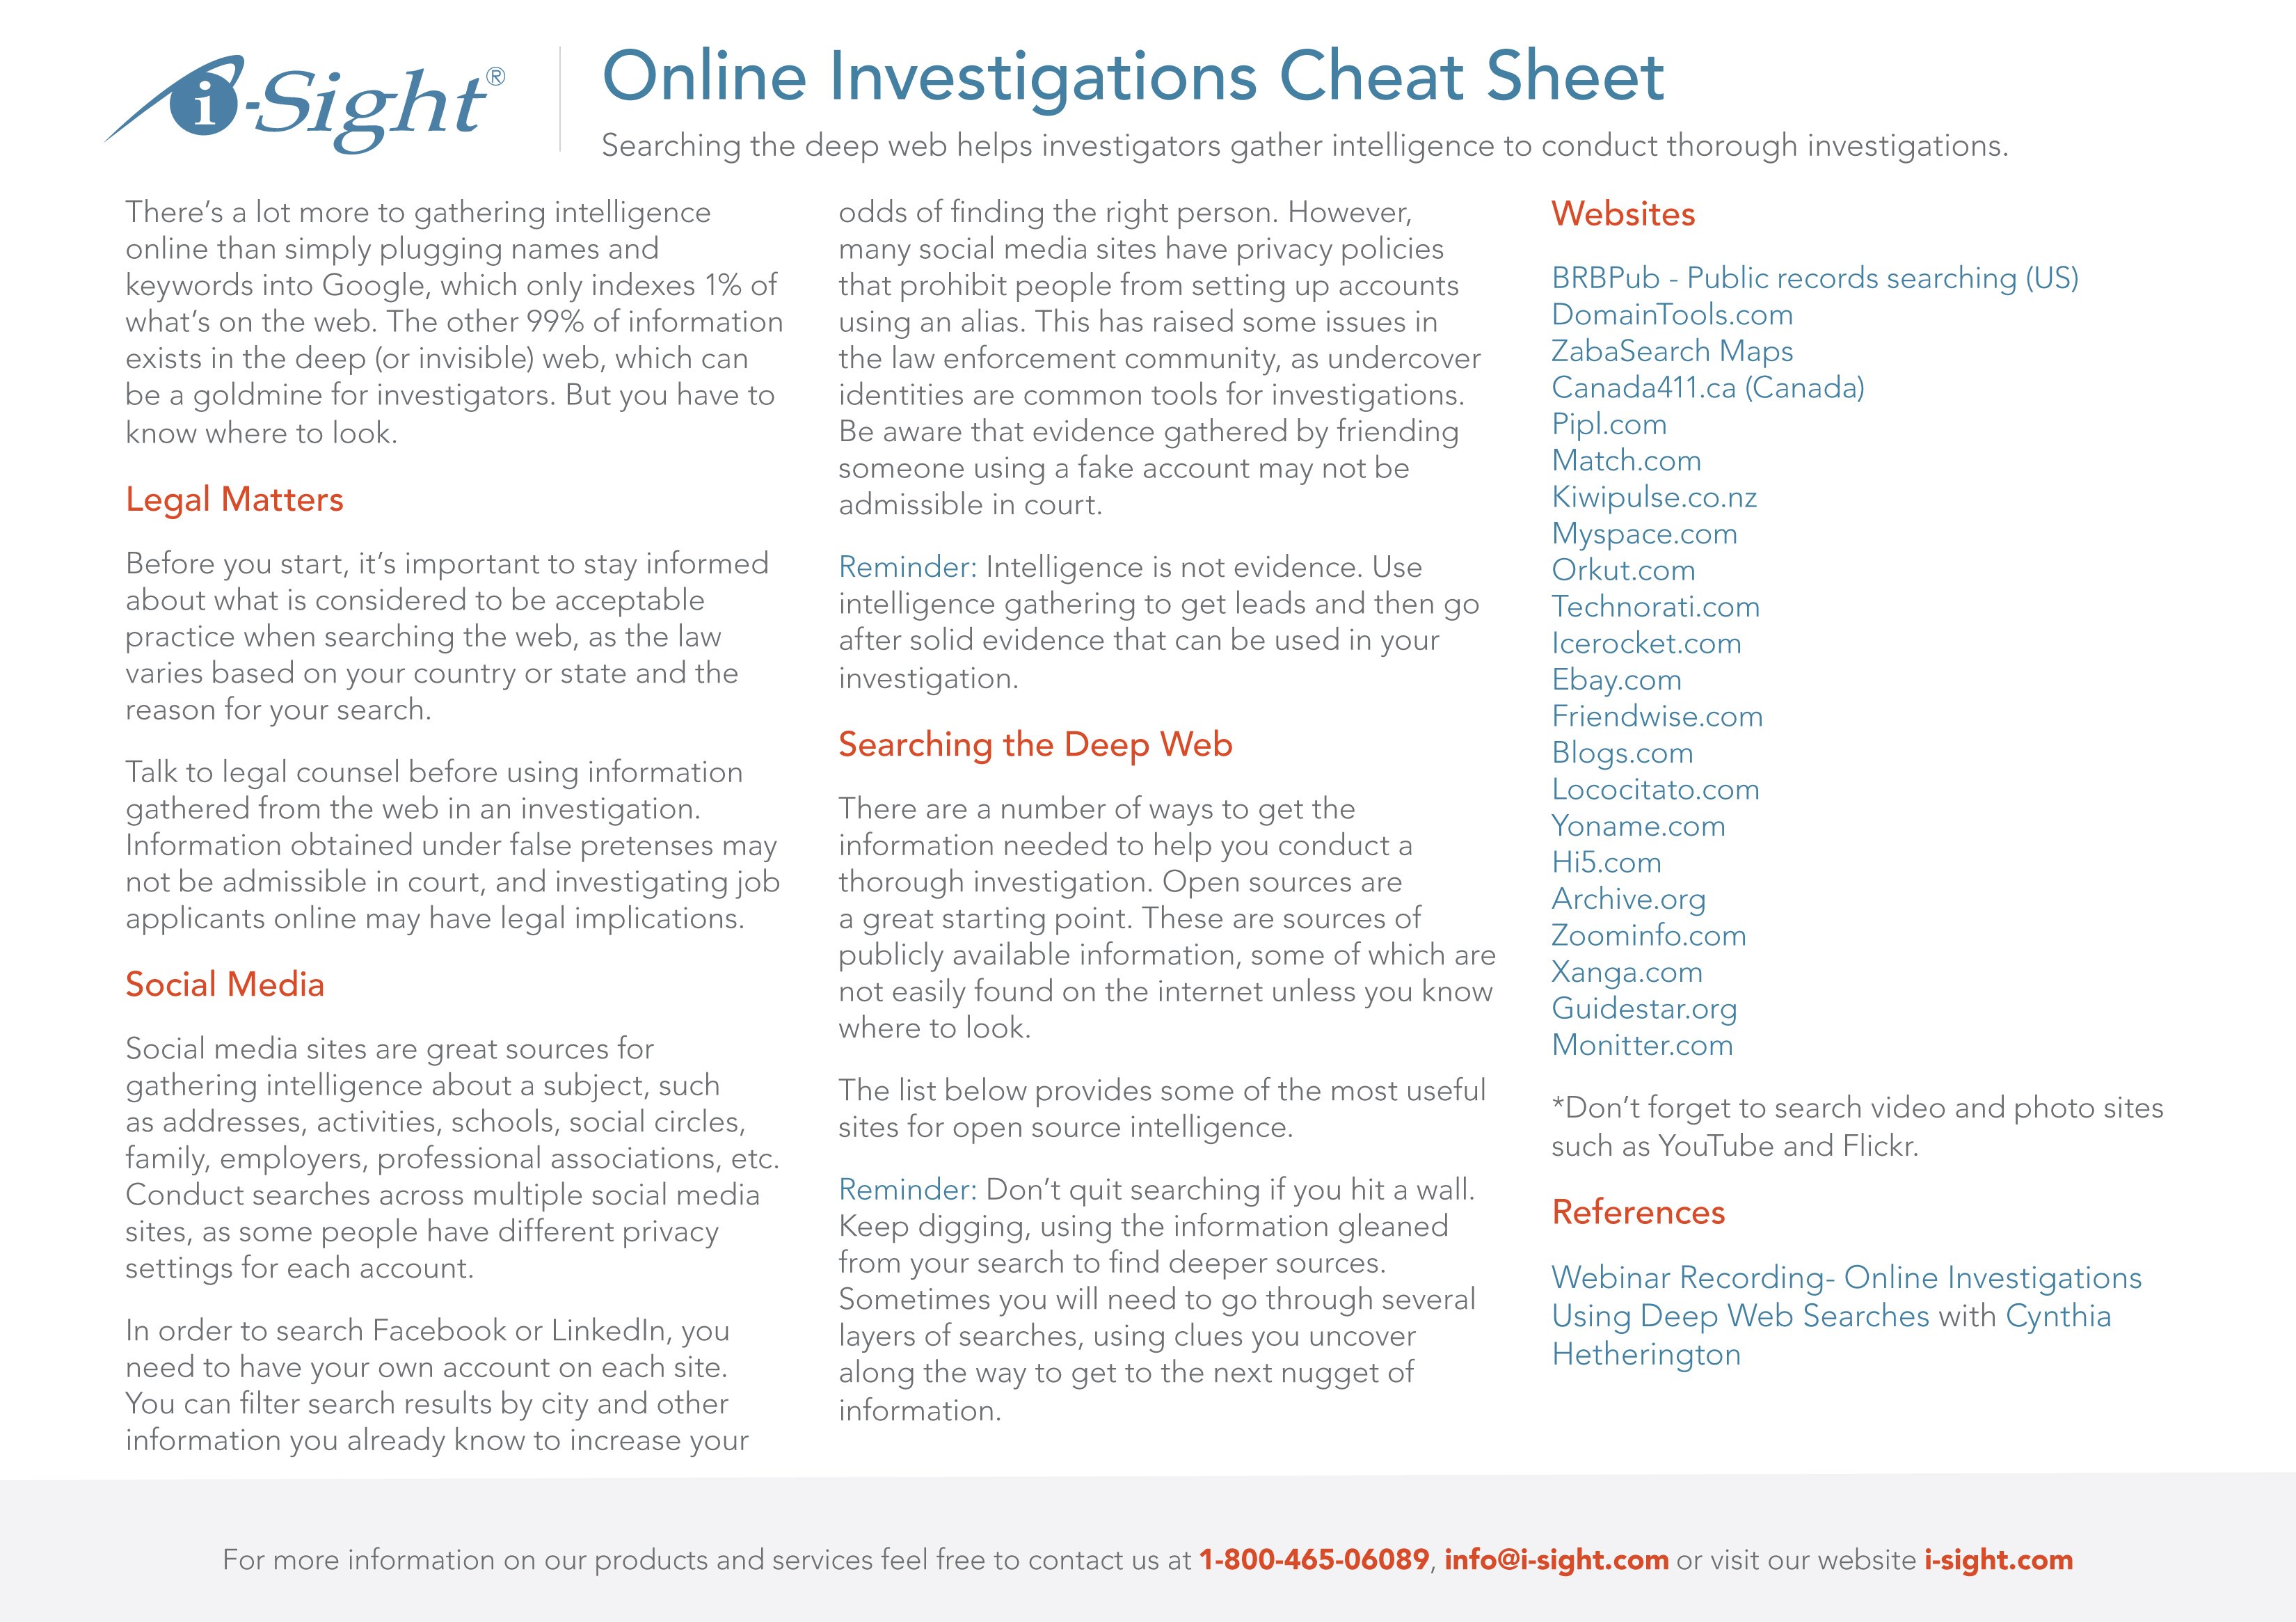 i-Sight®
Online Investigations Cheat Sheet
Searching the deep web helps investigators gather intelligence to conduct thorough investigations.
There's a lot more to gathering intelligence
online than simply plugging names and
keywords into Google, which only indexes 1% of
what's on the web. The other 99% of information
exists in the deep (or invisible) web, which can
be a goldmine for investigators. But you have to
know where to look.
Legal Matters
Before you start, it's important to stay informed
about what is considered to be acceptable
practice when searching the web, as the law
varies based on your country or state and the
reason for your search.
Talk to legal counsel before using information
gathered from the web in an investigation.
Information obtained under false pretenses may
not be admissible in court, and investigating job
applicants online may have legal implications.
Social Media
Social media sites are great sources for
gathering intelligence about a subject, such
as addresses, activities, schools, social circles,
family, employers, professional associations, etc.
Conduct searches across multiple social media
sites, as some people have different privacy
settings for each account.
In order to search Facebook or LinkedIn, you
need to have your own account on each site.
You can filter search results by city and other
information you already know to increase your
odds of finding the right person. However,
many social media sites have privacy policies
that prohibit people from setting up accounts
using an alias. This has raised some issues in
the law enforcement community, as undercover
identities are common tools for investigations.
Be aware that evidence gathered by friending
someone using a fake account may not be
admissible in court.
Reminder: Intelligence is not evidence. Use
intelligence gathering to get leads and then go
after solid evidence that can be used in your
investigation.
Searching the Deep Web
There are a number of ways to get the
information needed to help you conduct a
thorough investigation. Open sources are
a great starting point. These are sources of
publicly available information, some of which are
not easily found on the internet unless you know
where to look.
The list below provides some of the most useful
sites for open source intelligence.
Reminder: Don't quit searching if you hit a wall.
Keep digging, using the information gleaned
from your search to find deeper sources.
Sometimes you will need to go through several
layers of searches, using clues you uncover
along the way to get to the next nugget of
information.
Websites
BRBPub - Public records searching (US)
DomainTools.com
ZabaSearch Maps
Canada411.ca (Canada)
Pipl.com
Match.com
Kiwipulse.co.nz
Myspace.com
Orkut.com
Technorati.com
Icerocket.com
Ebay.com
Friendwise.com
Blogs.com
Lococitato.com
Yoname.com
Hi5.com
Archive.org
Zoominfo.com
Xanga.com
Guidestar.org
Monitter.com
*Don't forget to search video and photo sites
such as YouTube and Flickr.
References
Webinar Recording- Online Investigations
Using Deep Web Searches with Cynthia
Hetherington
For more information on our products and services feel free to contact us at 1-800-465-06089, info@i-sight.com or visit our website i-sight.com